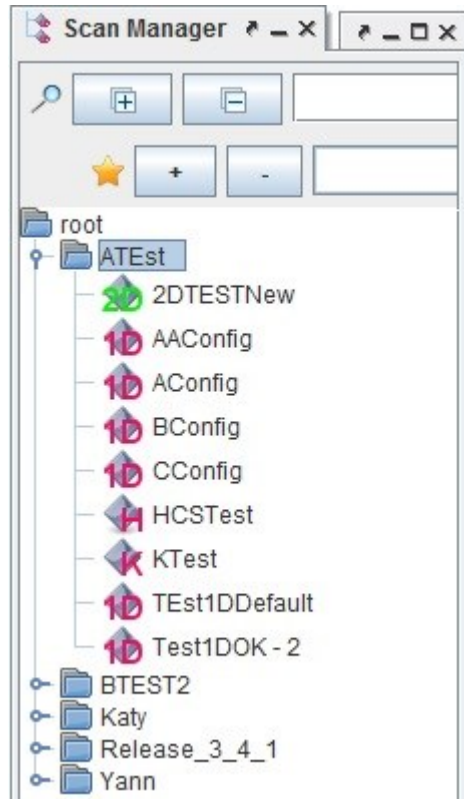 Scan Manager
+ -
root
ATEst
2D 2DTESTNew
1D AAConfig
1D AConfig
1D BConfig
1D CConfig
H HCSTest
K KTest
1D TEst1DDefault
1D Test1DOK - 2
BTEST2
Katy
Release_3_4_1
Yann